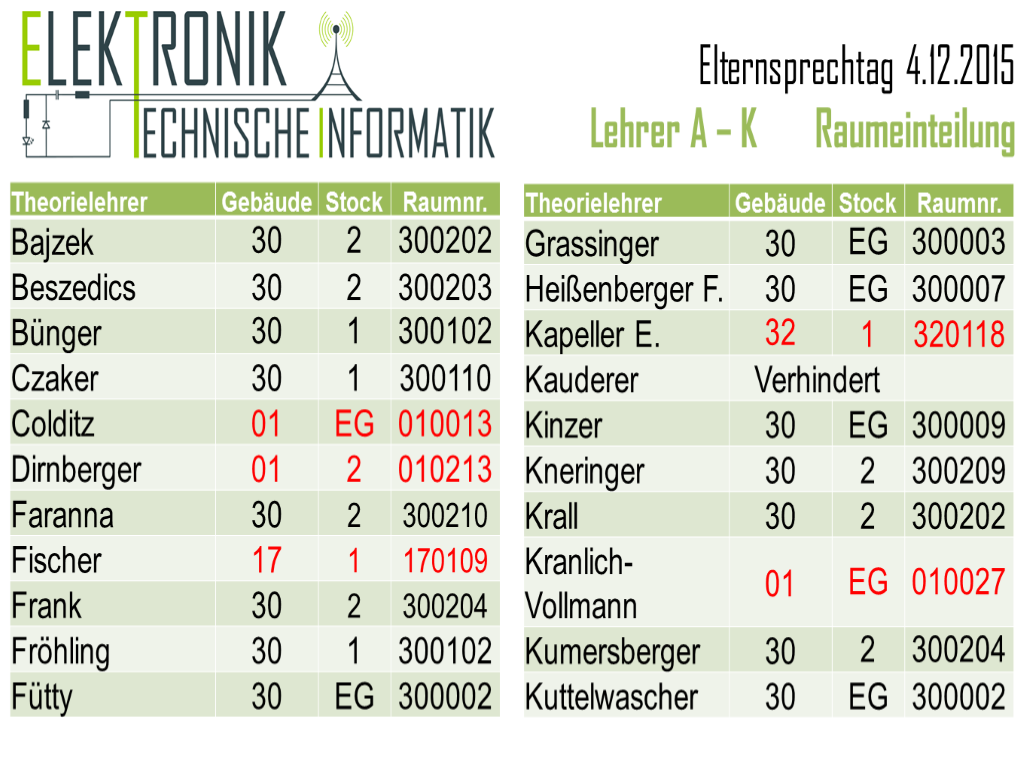 ELEKTRONIK
TECHNISCHE INFORMATIK
Elternsprechtag 4.12.2015
Lehrer A – K Raumeinteilung
Theorielehrer Gebäude Stock Raumnr.
Bajzek 30 2 300202
Beszedics 30 2 300203
Bünger 30 1 300102
Czaker 30 1 300110
Colditz 01 EG 010013
Dirnberger 01 2 010213
Faranna 30 2 300210
Fischer 17 1 170109
Frank 30 2 300204
Fröhling 30 1 300102
Fütty 30 EG 300002
Theorielehrer Gebäude Stock Raumnr.
Grassinger 30 EG 300003
Heißenberger F. 30 EG 300007
Kapeller E. 32 1 320118
Kauderer Verhindert
Kinzer 30 EG 300009
Kneringer 30 2 300209
Krall 30 2 300202
Kranlich-
Vollmann 01 EG 010027
Kumersberger 30 2 300204
Kuttelwascher 30 EG 300002